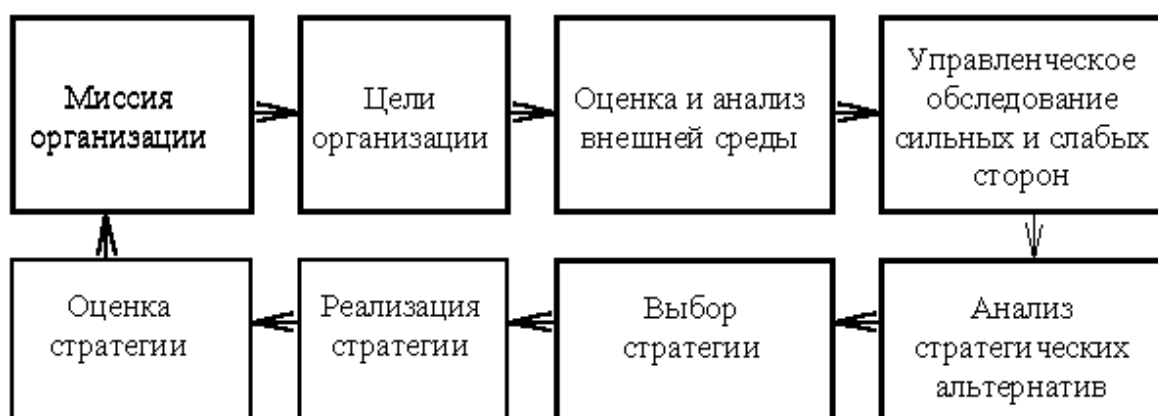 Миссия
организации
Цели
организации
Оценка и анализ
внешней среды
Управленческое
обследование
сильных и слабых
сторон
Оценка
стратегии
Реализация
стратегии
Выбор
стратегии
Анализ
стратегических
альтернатив